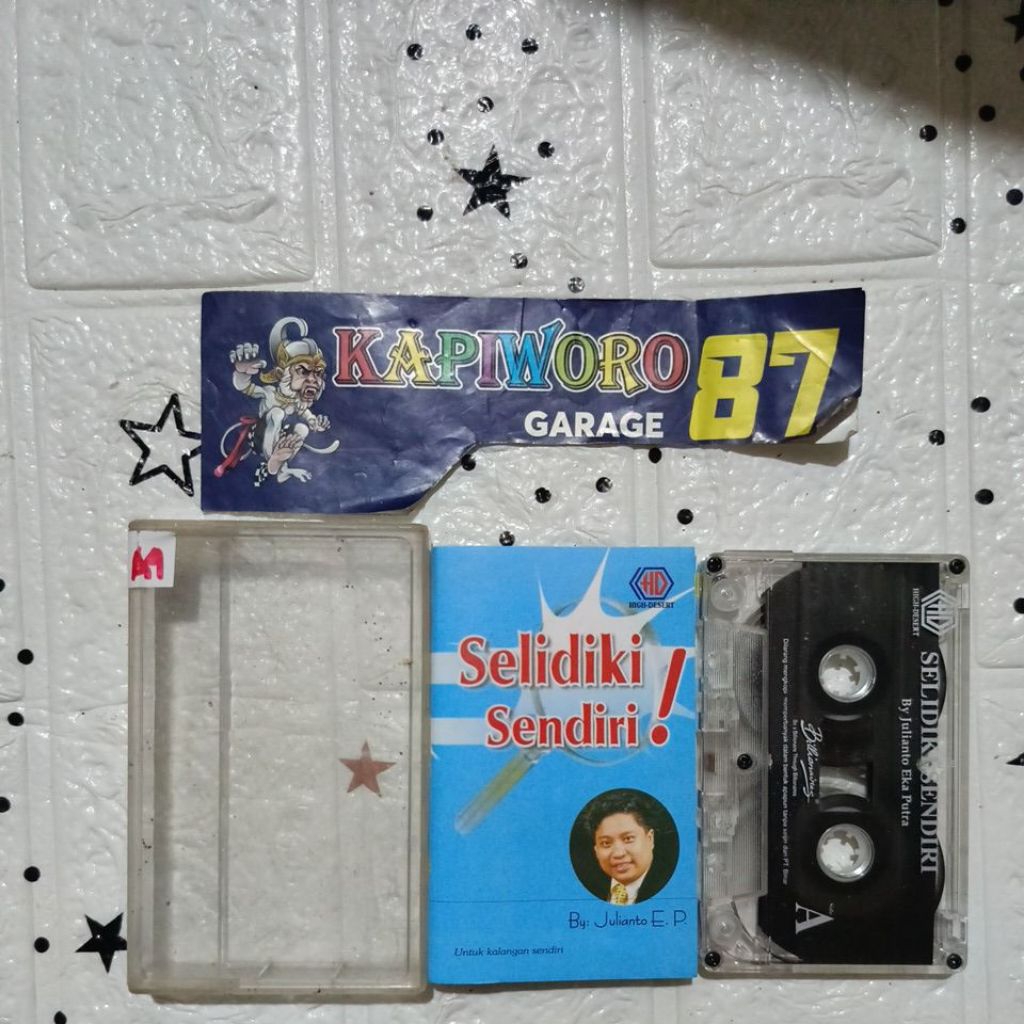 KAPIWORO 87
GARAGE
HD
HIGH-DESERT
Selidiki
Sendiri!
By: Julianto E. P.
Untuk kalangan sendiri
HD
HIGH-DESERT
SELIDIKI SENDIRI
By Julianto Eka Putra
A